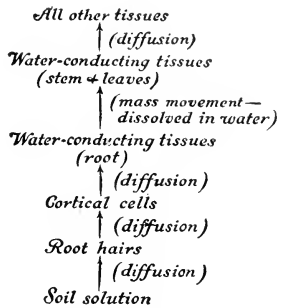 All other tissues
(diffusion)
Water-conducting tissues
(stem & leaves)
(mass movement—
dissolved in water)
Water-conducting tissues
(root)
(diffusion)
Cortical cells
(diffusion)
Root hairs
(diffusion)
Soil solution